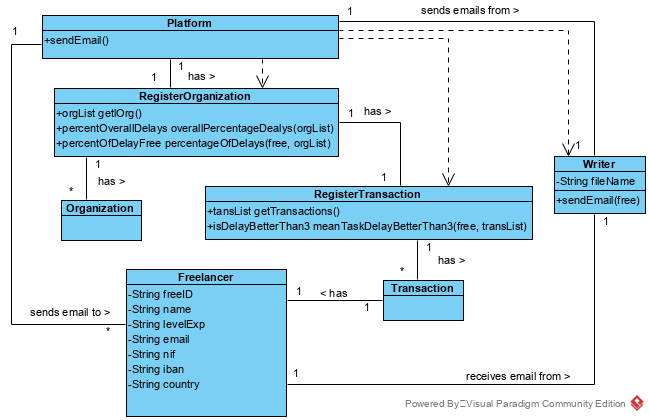 1
sends emails from >
Platform
+sendEmail()
1
1
has >
1
RegisterOrganization
+orgList getlOrg()
+percentOverallDelays overallPercentageDealys(orgList)
+percentOfDelayFree percentageOfDelays(free, orgList)
1
has >
1
1
Writer
-String fileName
+sendEmail(free)
1
has >
*
Organization
1
RegisterTransaction
+tansList getTransactions()
+isDelayBetterThan3 meanTaskDelayBetterThan3(free, transList)
1
1
has >
*
Freelancer
-String freeID
-String name
-String levelExp
-String email
-String nif
-String iban
-String country
1
< has
1
Transaction
sends email to >
*
1
receives email from >
Powered By Visual Paradigm Community Edition